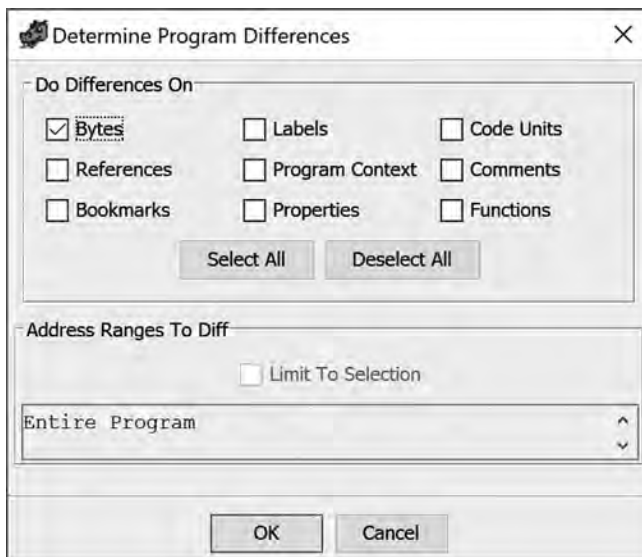 Determine Program Differences
Do Differences On
Bytes Labels Code Units
References Program Context Comments
Bookmarks Properties Functions
Select All Deselect All
Address Ranges To Diff
Limit To Selection
Entire Program
OK Cancel